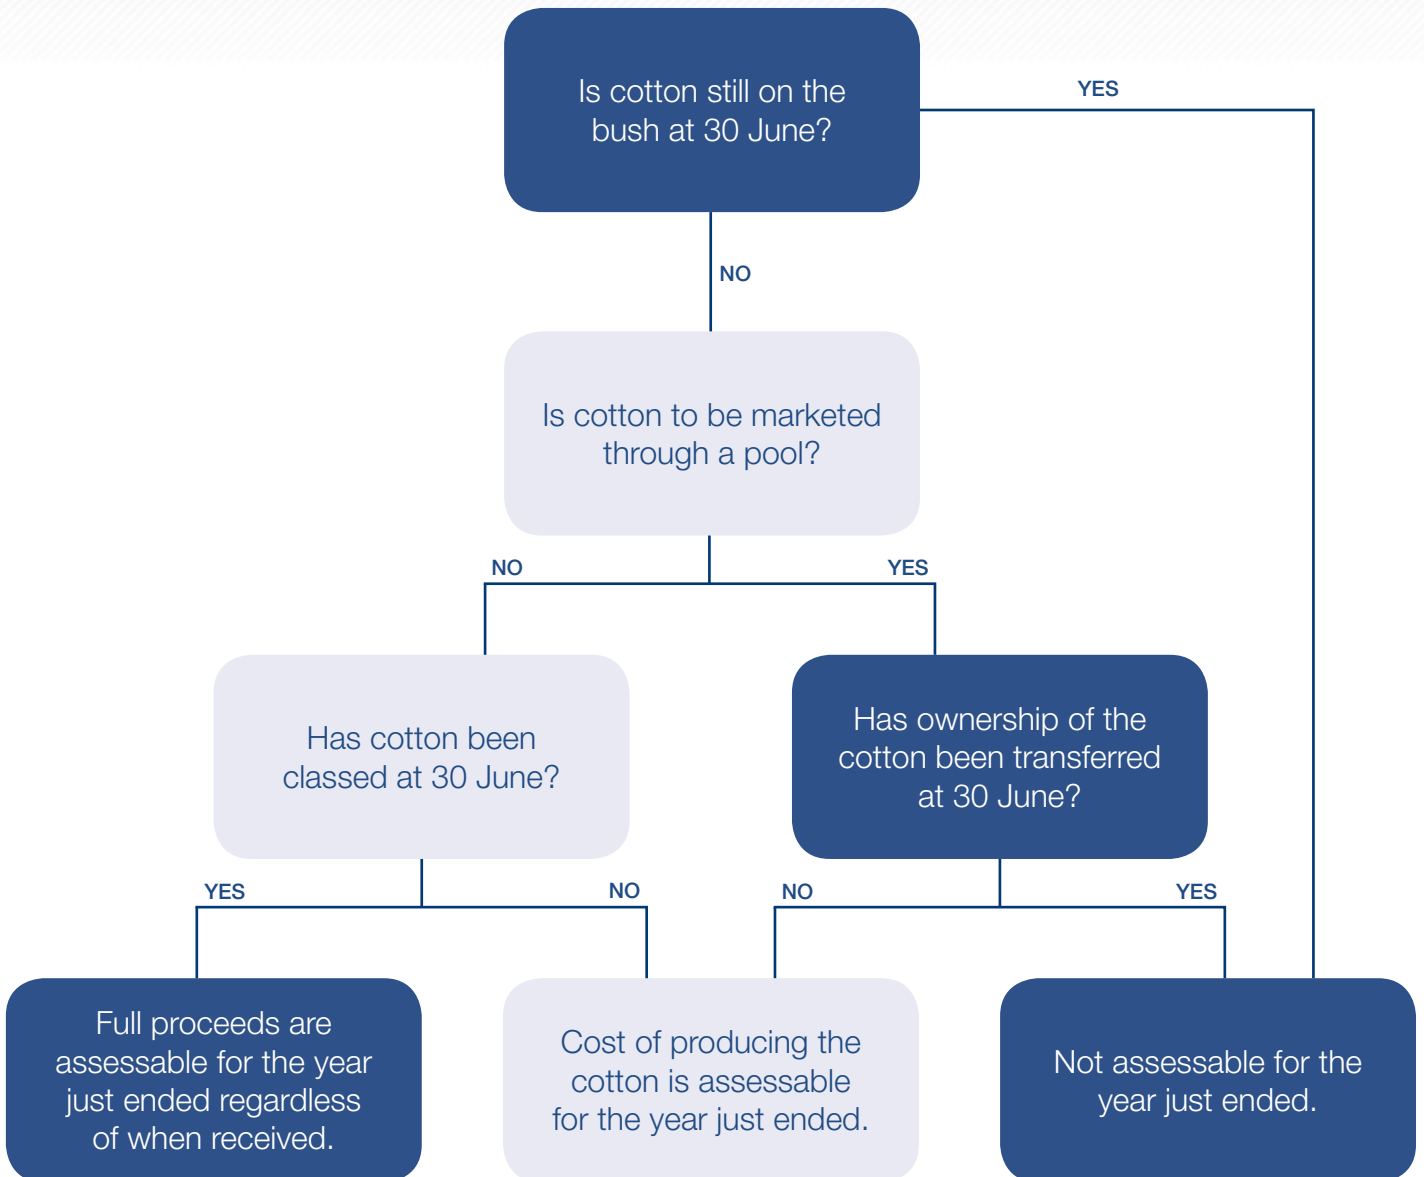 Is cotton still on the
bush at 30 June?
YES
NO
Is cotton to be marketed
through a pool?
NO
YES
Has cotton been
classed at 30 June?
Has ownership of the
cotton been transferred
at 30 June?
YES
NO
NO
YES
Full proceeds are
assessable for the year
just ended regardless
of when received.
Cost of producing the
cotton is assessable
for the year just ended.
Not assessable for the
year just ended.